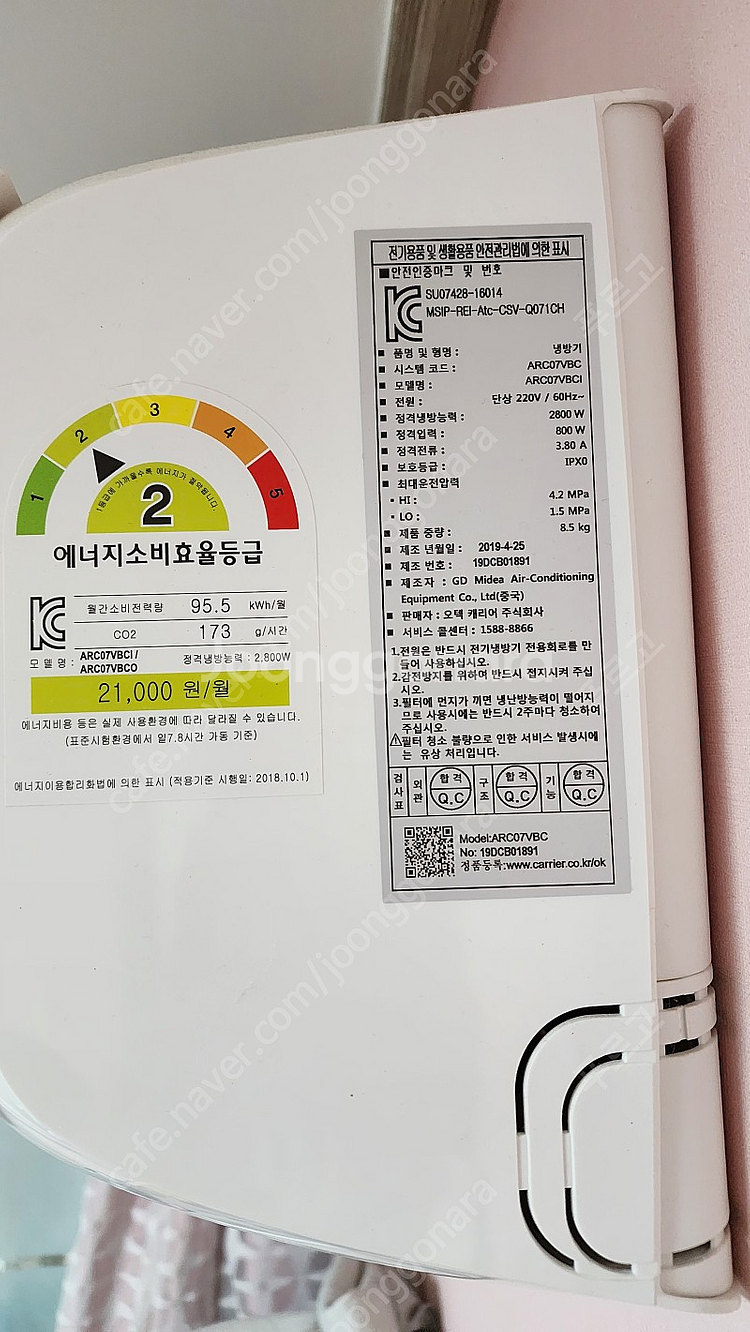 전기용품 및 생활용품 안전관리법에 의한 표시
■안전인증마크 및 번호
SU07428-16014
MSIP-REI-Atc-CSV-Q071CH
■ 품명 및 형명 : 냉방기
■ 시스템 코드 : ARC07VBC
■ 모델명 : ARC07VBCI
■ 전원 : 단상 220V / 60Hz~
■ 정격냉방능력 : 2800 W
■ 정격입력 : 800 W
■ 정격전류 : 3.80 A
■ 보호등급 : IPX0
■ 최대운전압력
· HI : 4.2 MPa
· LO : 1.5 MPa
■ 제품 중량 : 8.5 kg
■ 제조 년월일 : 2019-4-25
■ 제조 번호 : 19DCB01891
■ 제조자 : GD Midea Air-Conditioning
Equipment Co., Ltd(중국)
■ 판매자 : 오텍 캐리어 주식회사
■ 서비스 콜센터 : 1588-8866
1.전원은 반드시 전기냉방기 전용회로를 만
들어 사용하십시오.
2.감전방지를 위하여 반드시 접지시켜 주십
시오.
3.필터에 먼지가 끼면 냉난방능력이 떨어지
므로 사용시에는 반드시 2주마다 청소하여
주십시오.
⚠필터 청소 불량으로 인한 서비스 발생시에
는 유상 처리입니다.
검사표 외관 합격 Q.C 구조 합격 Q.C 기능 합격 Q.C
Model:ARC07VBC
No: 19DCB01891
정품등록:www.carrier.co.kr/ok
1 2 3 4 5
1등급에 가까울수록 에너지가 절약됩니다.
2
에너지소비효율등급
월간소비전력량 95.5 kWh/월
CO2 173 g/시간
모델명 : ARC07VBCI / ARC07VBCO 정격냉방능력 : 2,800W
21,000 원/월
에너지비용 등은 실제 사용환경에 따라 달라질 수 있습니다.
(표준시험환경에서 일7.8시간 가동 기준)
에너지이용합리화법에 의한 표시 (적용기준 시행일: 2018.10.1)
cafe.naver.com/joonggonara
joonggonara